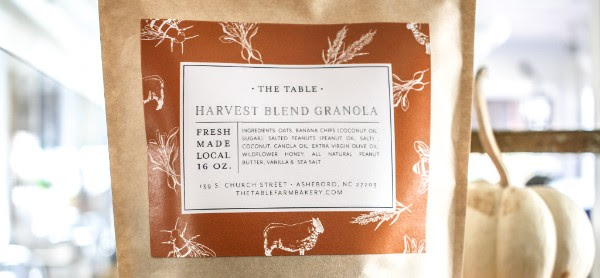 • THE TABLE •
HARVEST BLEND GRANOLA
FRESH
MADE
LOCAL
16 OZ.
INGREDIENTS: OATS, BANANA CHIPS (COCONUT OIL,
SUGAR) SALTED PEANUTS (PEANUT OIL, SALT),
COCONUT, CANOLA OIL, EXTRA VIRGIN OLIVE OIL,
WILDFLOWER HONEY, ALL NATURAL PEANUT
BUTTER, VANILLA & SEA SALT
139 S. CHURCH STREET • ASHEBORO, NC 27203
THETABLEFARMBAKERY.COM